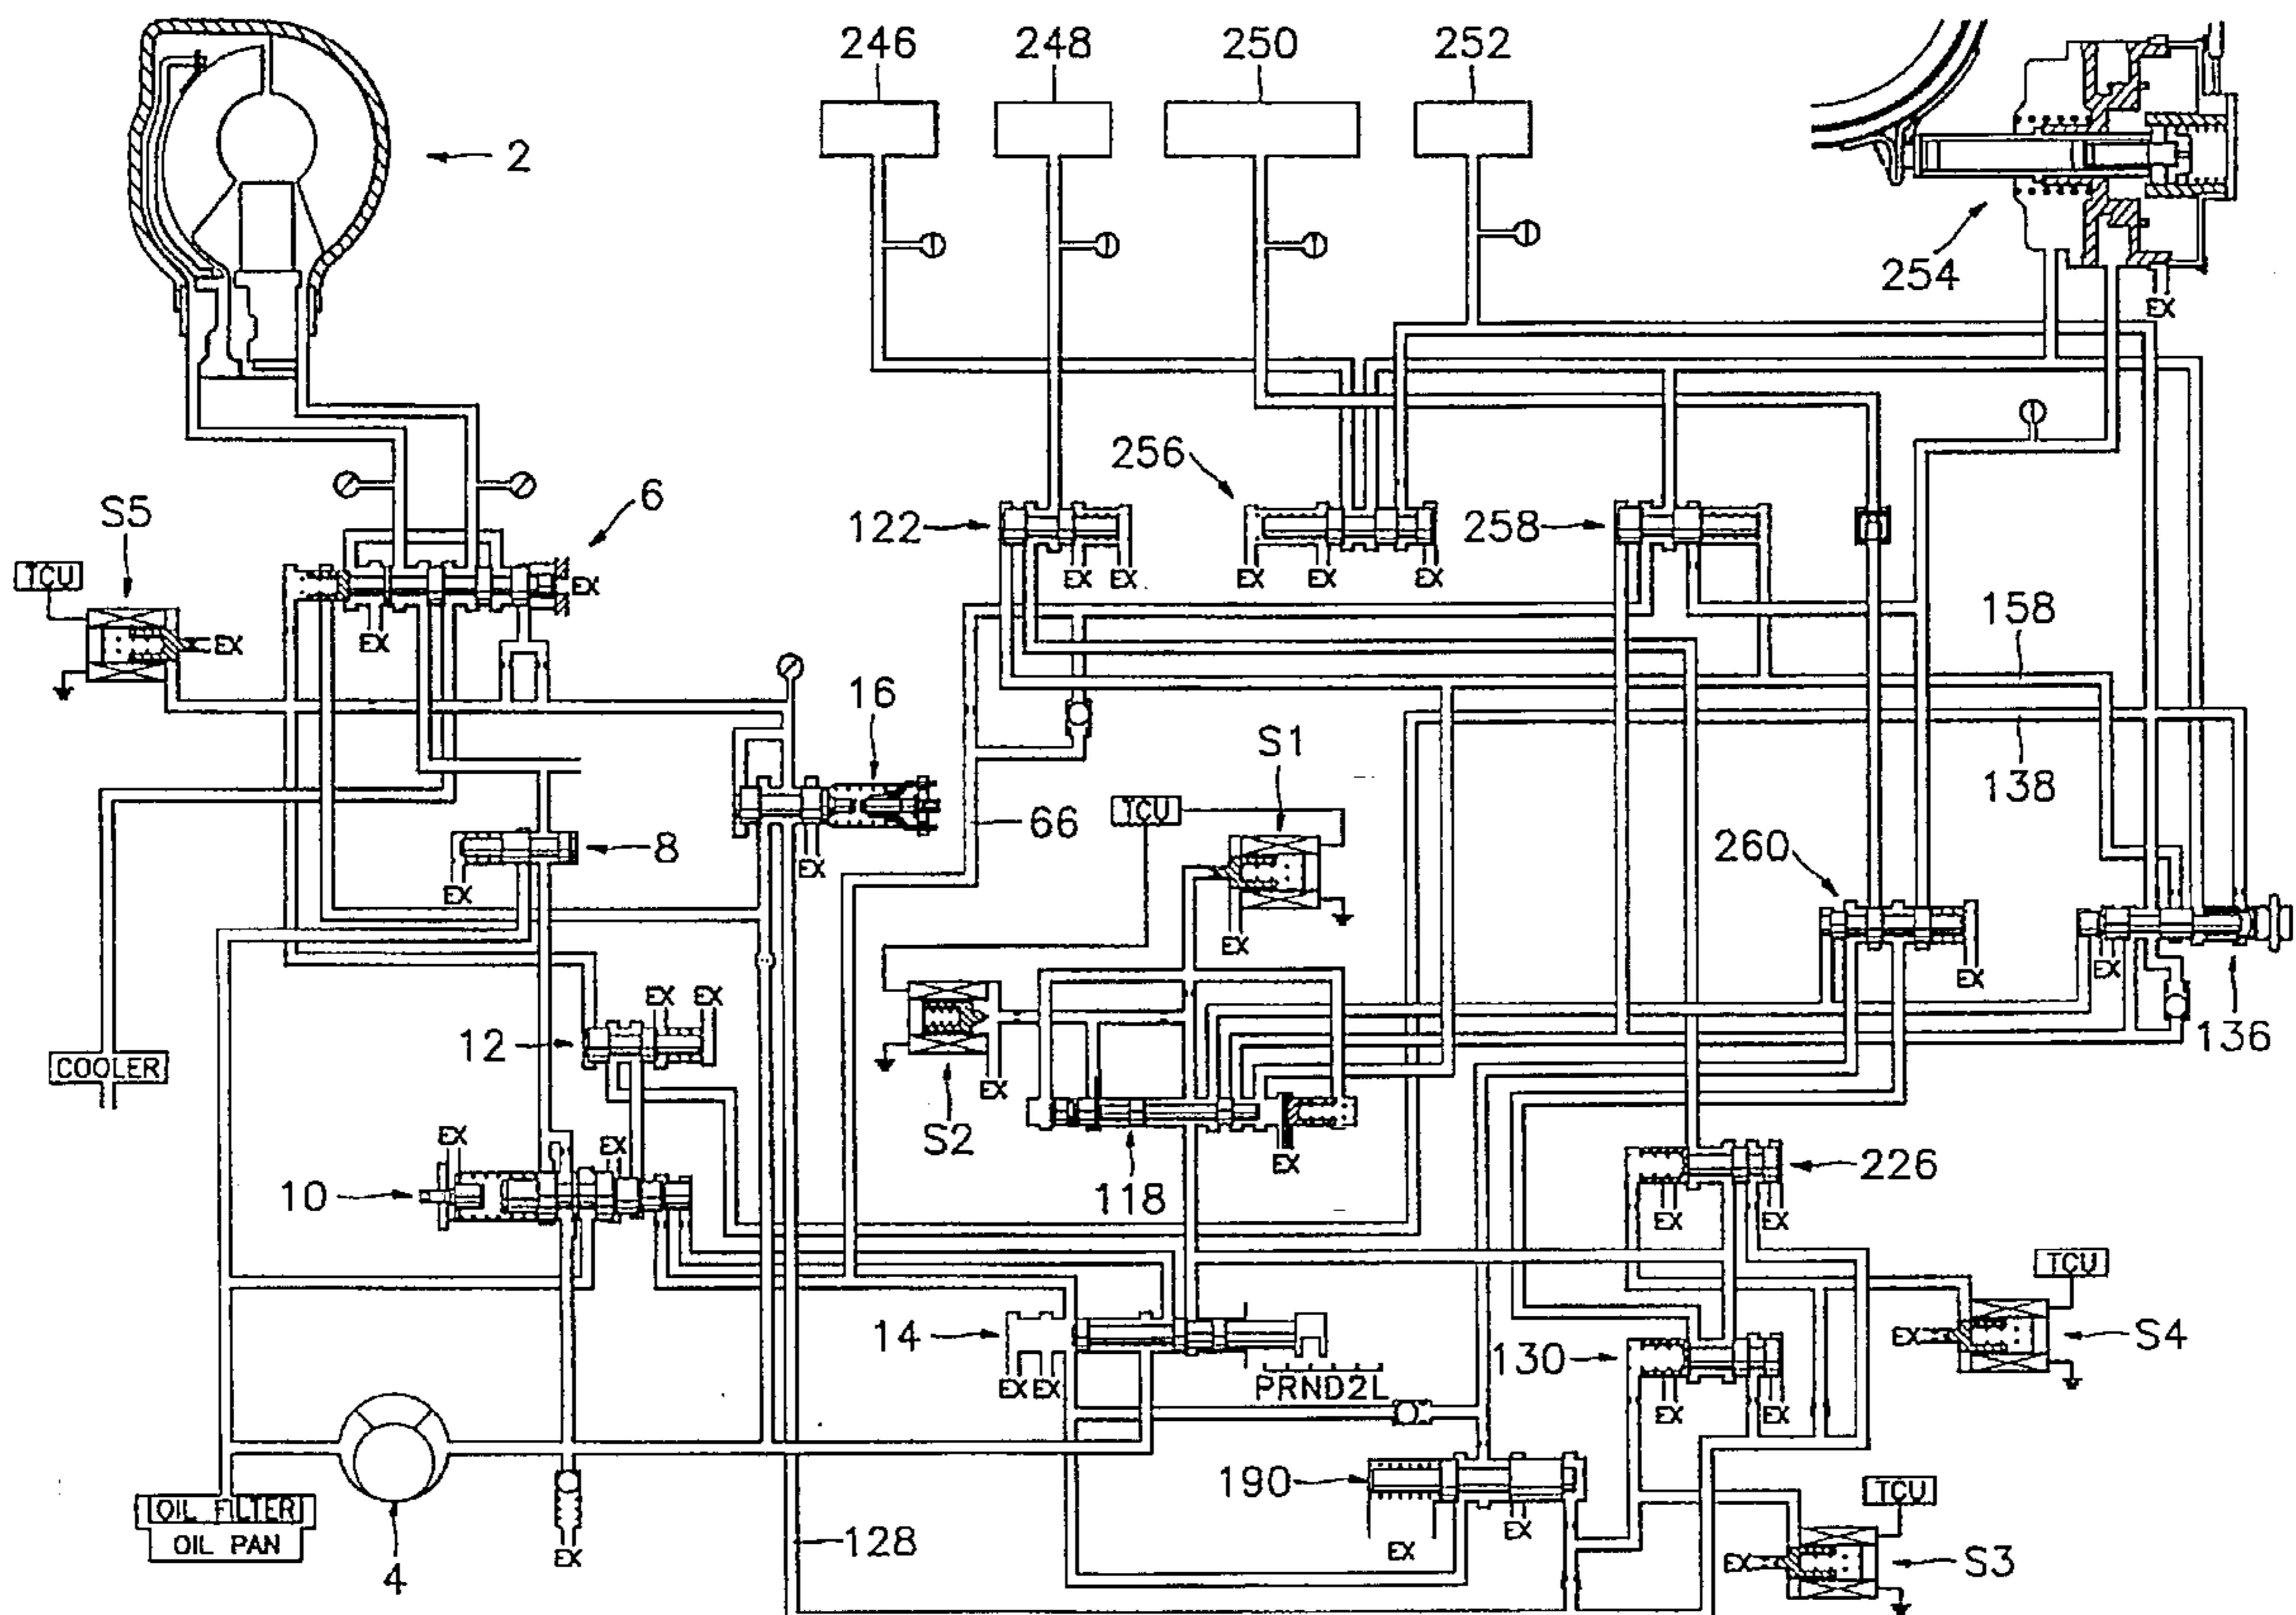 246 248 250 252
2
254
EX
S5
6
256
122
258
TCU
EX
EX EX
EX EX EX
EX
EX
158
16
S1
138
TCU
66
8
260
EX
EX
EX
EX EX
EX
EX
12
S2
EX
136
COOLER
EX
EX EX
226
10
118
EX EX
TCU
14
EX
S4
130
EX EX
PRND2L
EX EX
190
TCU
OIL FILTER
OIL PAN
EX
EX
EX
EX
S3
4
128